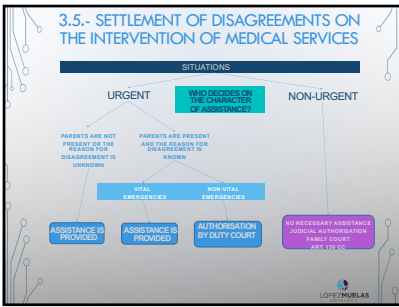 3.5.- SETTLEMENT OF DISAGREEMENTS ON
THE INTERVENTION OF MEDICAL SERVICES
SITUATIONS
URGENT
WHO DECIDES ON
THE CHARACTER
OF ASSISTANCE?
NON-URGENT
PARENTS ARE NOT
PRESENT OR THE
REASON FOR
DISAGREEMENT IS
UNKNOWN
PARENTS ARE PRESENT
AND THE REASON FOR
DISAGREEMENT IS
KNOWN
VITAL
EMERGENCIES
NON-VITAL
EMERGENCIES
ASSISTANCE IS
PROVIDED
ASSISTANCE IS
PROVIDED
AUTHORISATION
BY DUTY COURT
NO NECESSARY ASSISTANCE
JUDICIAL AUTHORISATION
FAMILY COURT
ART. 156 CC
LOPEZMUELAS